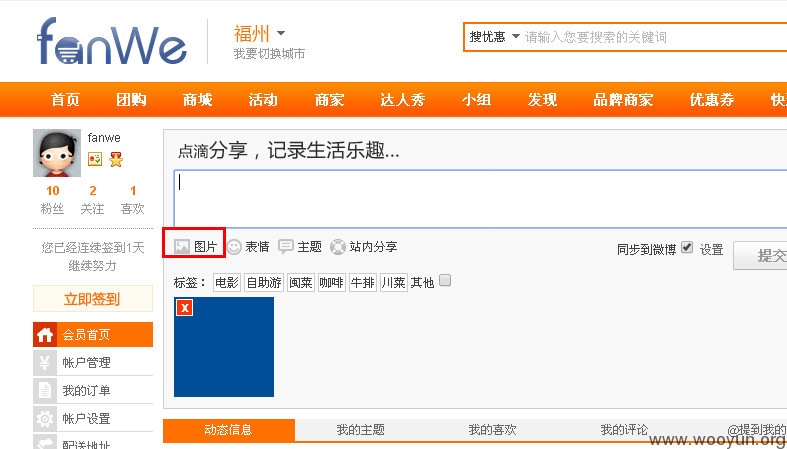 fanWe
福州
我要切换城市
搜优惠 请输入您要搜索的关键词
首页 团购 商城 活动 商家 达人秀 小组 发现 品牌商家 优惠券
fanwe
10 2 1
粉丝 关注 喜欢
您已经连续签到1天
继续努力
立即签到
会员首页
帐户管理
我的订单
帐户设置
配送地址
点滴分享，记录生活乐趣...
图片 表情 主题 站内分享
同步到微博 设置 提交
标签： 电影 自助游 闽菜 咖啡 牛排 川菜 其他
X
动态信息 我的主题 我的喜欢 我的评论 @提到我的
www.wooyun.org